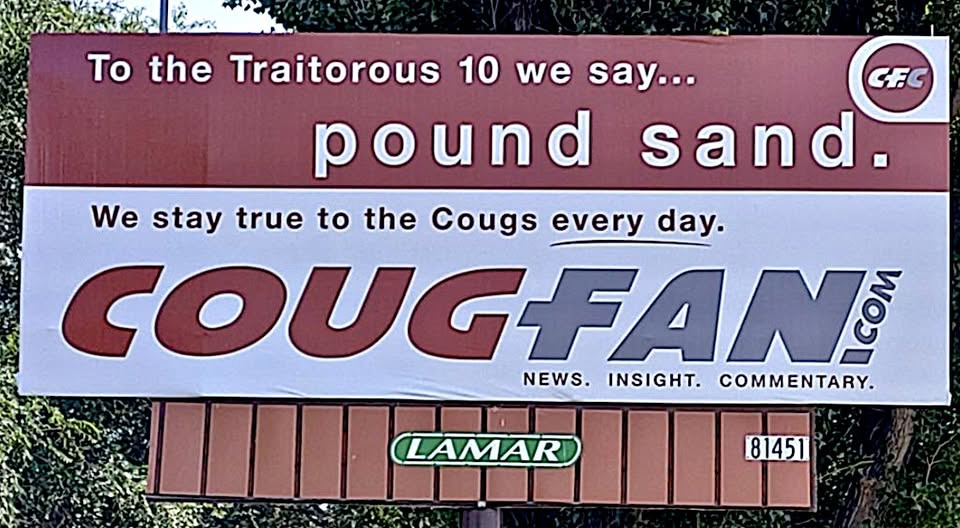 To the Traitorous 10 we say...
CFC
pound sand.
We stay true to the Cougs every day.
COUGFAN.COM
NEWS. INSIGHT. COMMENTARY.
LAMAR
81451